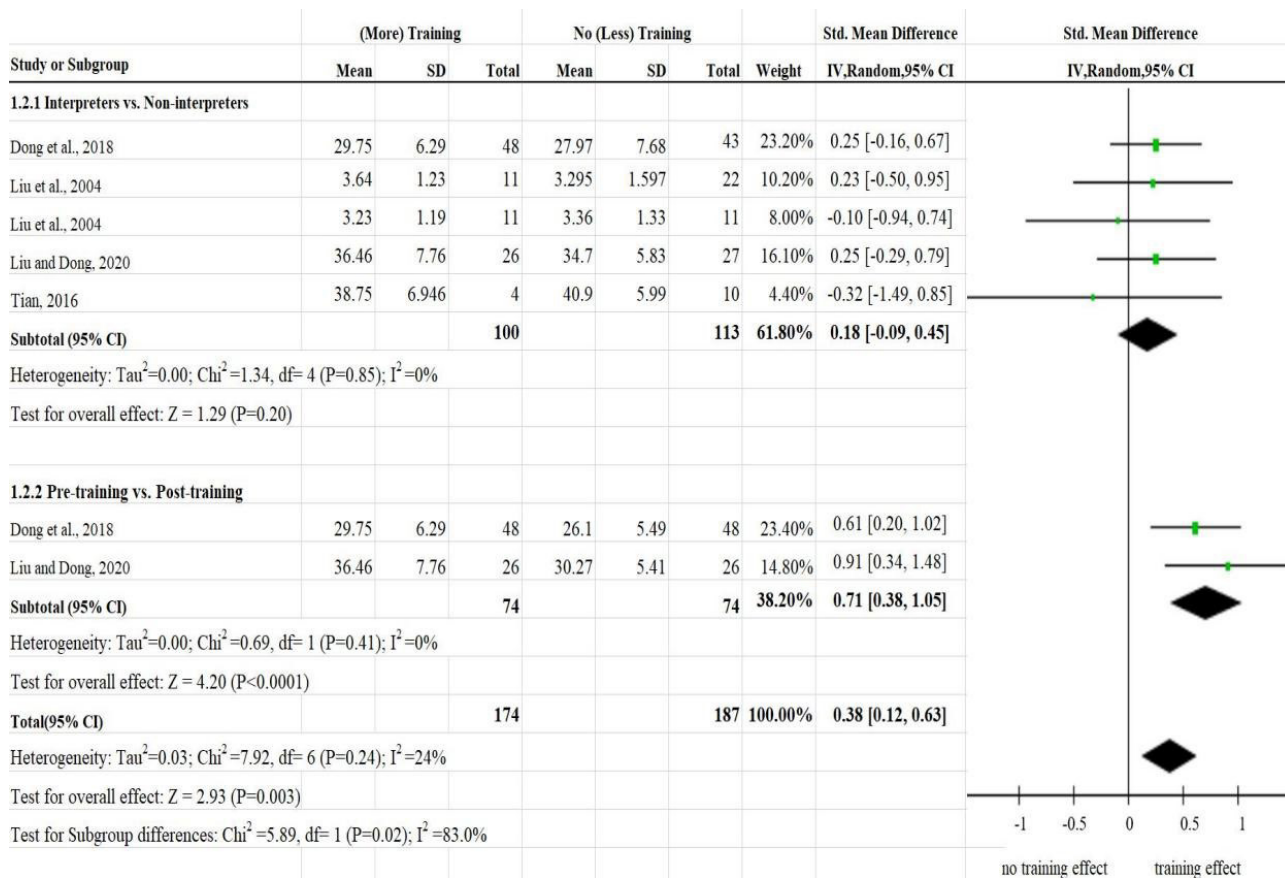 (More) Training No (Less) Training Std. Mean Difference Std. Mean Difference
Study or Subgroup Mean SD Total Mean SD Total Weight IV,Random,95% CI IV,Random,95% CI
1.2.1 Interpreters vs. Non-interpreters
Dong et al., 2018 29.75 6.29 48 27.97 7.68 43 23.20% 0.25 [-0.16, 0.67]
Liu et al., 2004 3.64 1.23 11 3.295 1.597 22 10.20% 0.23 [-0.50, 0.95]
Liu et al., 2004 3.23 1.19 11 3.36 1.33 11 8.00% -0.10 [-0.94, 0.74]
Liu and Dong, 2020 36.46 7.76 26 34.7 5.83 27 16.10% 0.25 [-0.29, 0.79]
Tian, 2016 38.75 6.946 4 40.9 5.99 10 4.40% -0.32 [-1.49, 0.85]
Subtotal (95% CI) 100 113 61.80% 0.18 [-0.09, 0.45]
Heterogeneity: Tau²=0.00; Chi²=1.34, df= 4 (P=0.85); I²=0%
Test for overall effect: Z = 1.29 (P=0.20)
1.2.2 Pre-training vs. Post-training
Dong et al., 2018 29.75 6.29 48 26.1 5.49 48 23.40% 0.61 [0.20, 1.02]
Liu and Dong, 2020 36.46 7.76 26 30.27 5.41 26 14.80% 0.91 [0.34, 1.48]
Subtotal (95% CI) 74 74 38.20% 0.71 [0.38, 1.05]
Heterogeneity: Tau²=0.00; Chi²=0.69, df= 1 (P=0.41); I²=0%
Test for overall effect: Z = 4.20 (P<0.0001)
Total(95% CI) 174 187 100.00% 0.38 [0.12, 0.63]
Heterogeneity: Tau²=0.03; Chi²=7.92, df= 6 (P=0.24); I²=24%
Test for overall effect: Z = 2.93 (P=0.003)
Test for Subgroup differences: Chi²=5.89, df= 1 (P=0.02); I²=83.0%
-1 -0.5 0 0.5 1
no training effect training effect